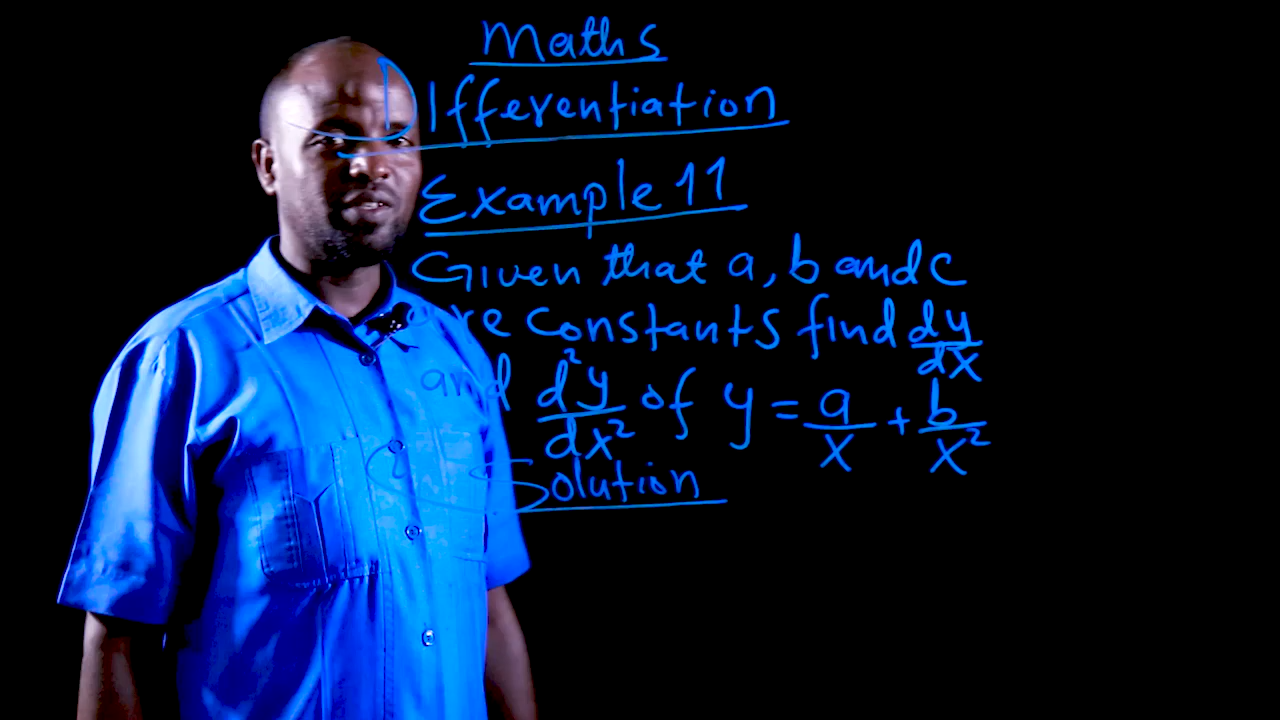 Maths
Differentiation
Example 11
Given that a, b and c
are constants find dy/dx
and d²y/dx² of y = a/x + b/x²
Solution